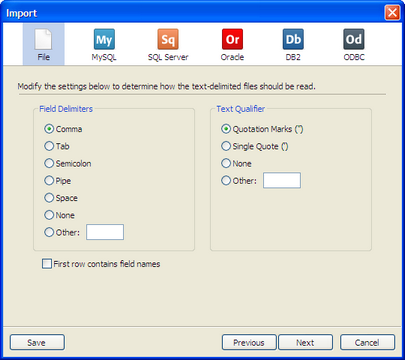 Import
My
Sq
Or
Db
Od
File
MySQL
SQL Server
Oracle
DB2
ODBC
Modify the settings below to determine how the text-delimited files should be read.
Field Delimiters
Comma
Tab
Semicolon
Pipe
Space
None
Other:
Text Qualifier
Quotation Marks (")
Single Quote (')
None
Other:
First row contains field names
Save
Previous
Next
Cancel